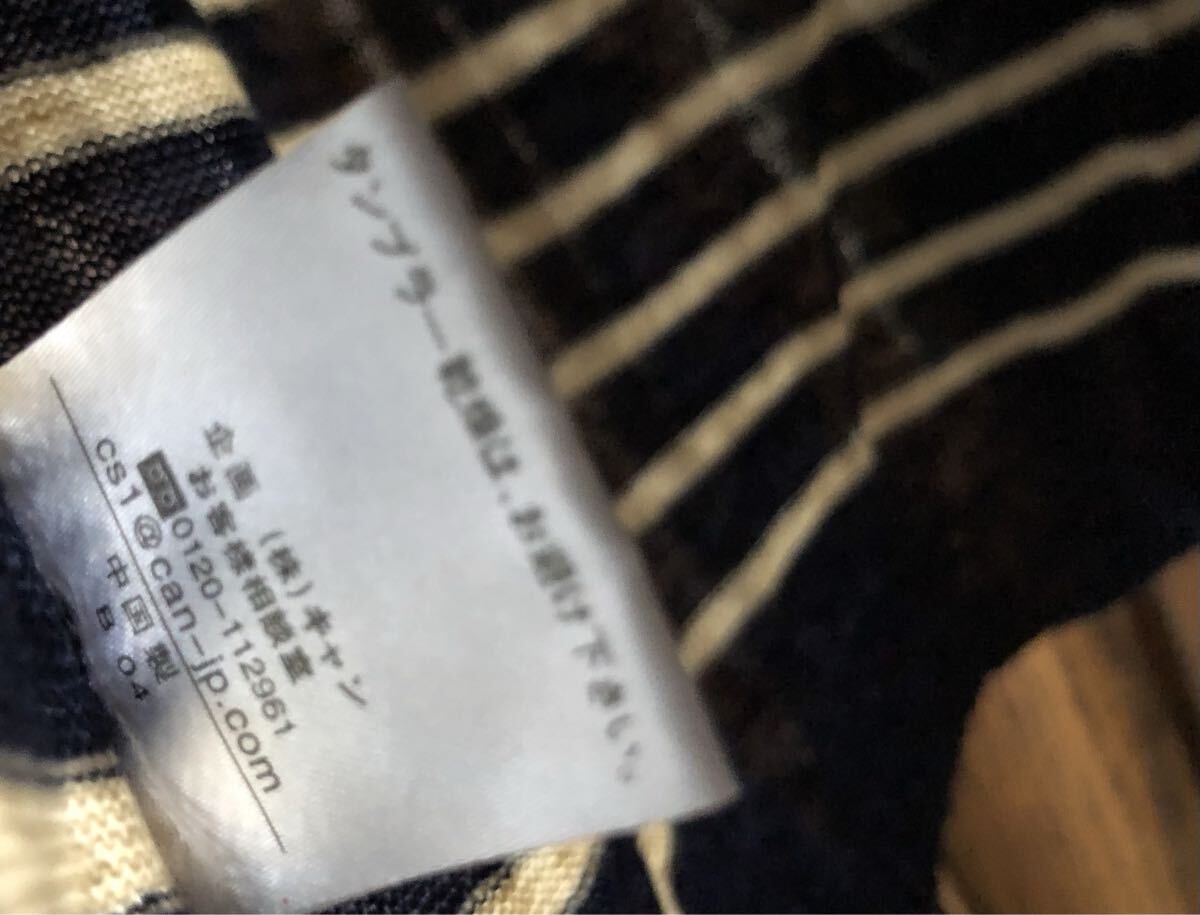 タンブラー乾燥は、お避け下さい。
企画 (株)キャン
お客様相談室
0120-112961
cs1@can-jp.com
中国製
B 04